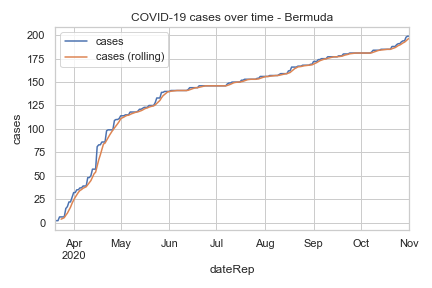 COVID-19 cases over time - Bermuda
cases
cases (rolling)
200
175
150
125
100
75
50
25
0
cases
Apr
2020
May
Jun
Jul
Aug
Sep
Oct
Nov
dateRep